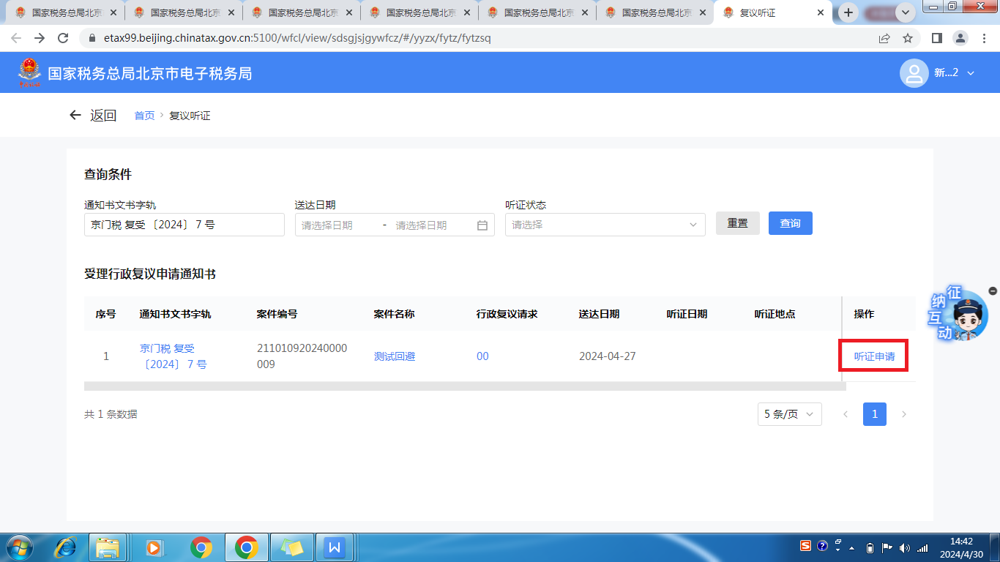 国家税务总局北京
国家税务总局北京
国家税务总局北京
国家税务总局北京
国家税务总局北京
国家税务总局北京
复议听证
etax99.beijing.chinatax.gov.cn:5100/wfcl/view/sdsgjsjgywfcz/#/yyzx/fytz/fytzsq
国家税务总局北京市电子税务局
新...2
返回
首页 > 复议听证
查询条件
通知书文书字轨 送达日期 听证状态
京门税 复受 〔2024〕 7 号 请选择日期 - 请选择日期 请选择 重置 查询
受理行政复议申请通知书
序号 通知书文书字轨 案件编号 案件名称 行政复议请求 送达日期 听证日期 听证地点 操作
1 京门税 复受 〔2024〕 7 号 211010920240000009 测试回避 00 2024-04-27 听证申请
共 1 条数据 5 条/页 < 1 >
征纳互动
14:42
2024/4/30